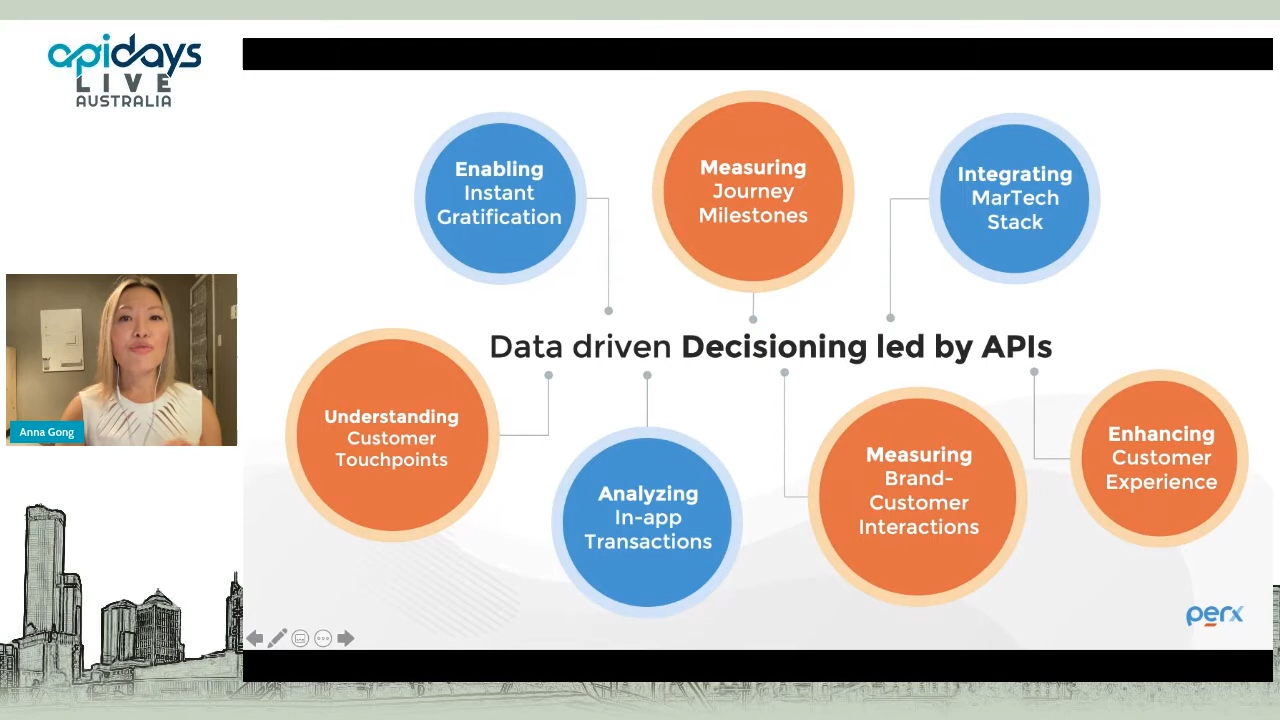 apidays
LIVE
AUSTRALIA
Enabling
Instant
Gratification
Measuring
Journey
Milestones
Integrating
MarTech
Stack
Data driven Decisioning led by APIs
Understanding
Customer
Touchpoints
Analyzing
In-app
Transactions
Measuring
Brand-
Customer
Interactions
Enhancing
Customer
Experience
Anna Gong
perx